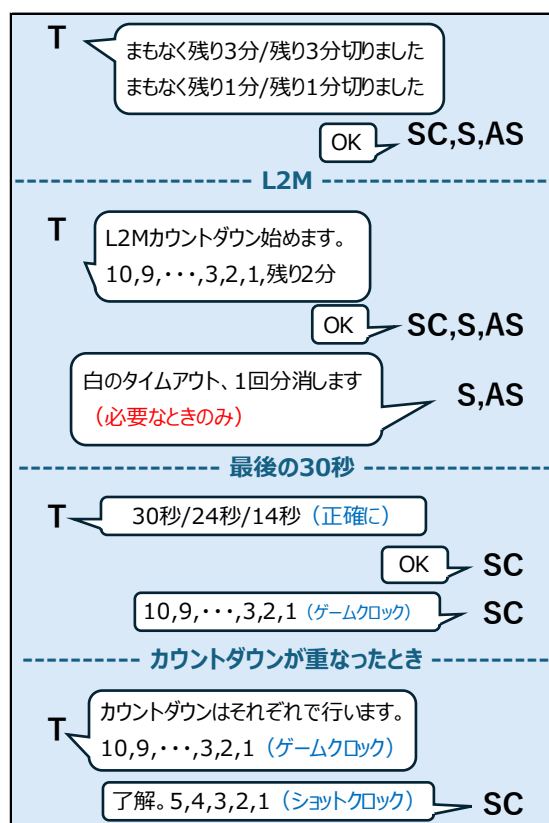 T
まもなく残り3分/残り3分切りました
まもなく残り1分/残り1分切りました
OK
SC,S,AS
L2M
T
L2Mカウントダウン始めます。
10,9,・・・,3,2,1,残り2分
OK
SC,S,AS
白のタイムアウト、1回分消します
（必要なときのみ）
S,AS
最後の30秒
T
30秒/24秒/14秒（正確に）
OK
SC
10,9,・・・,3,2,1（ゲームクロック）
SC
カウントダウンが重なったとき
T
カウントダウンはそれぞれで行います。
10,9,・・・,3,2,1（ゲームクロック）
了解。5,4,3,2,1（ショットクロック）
SC